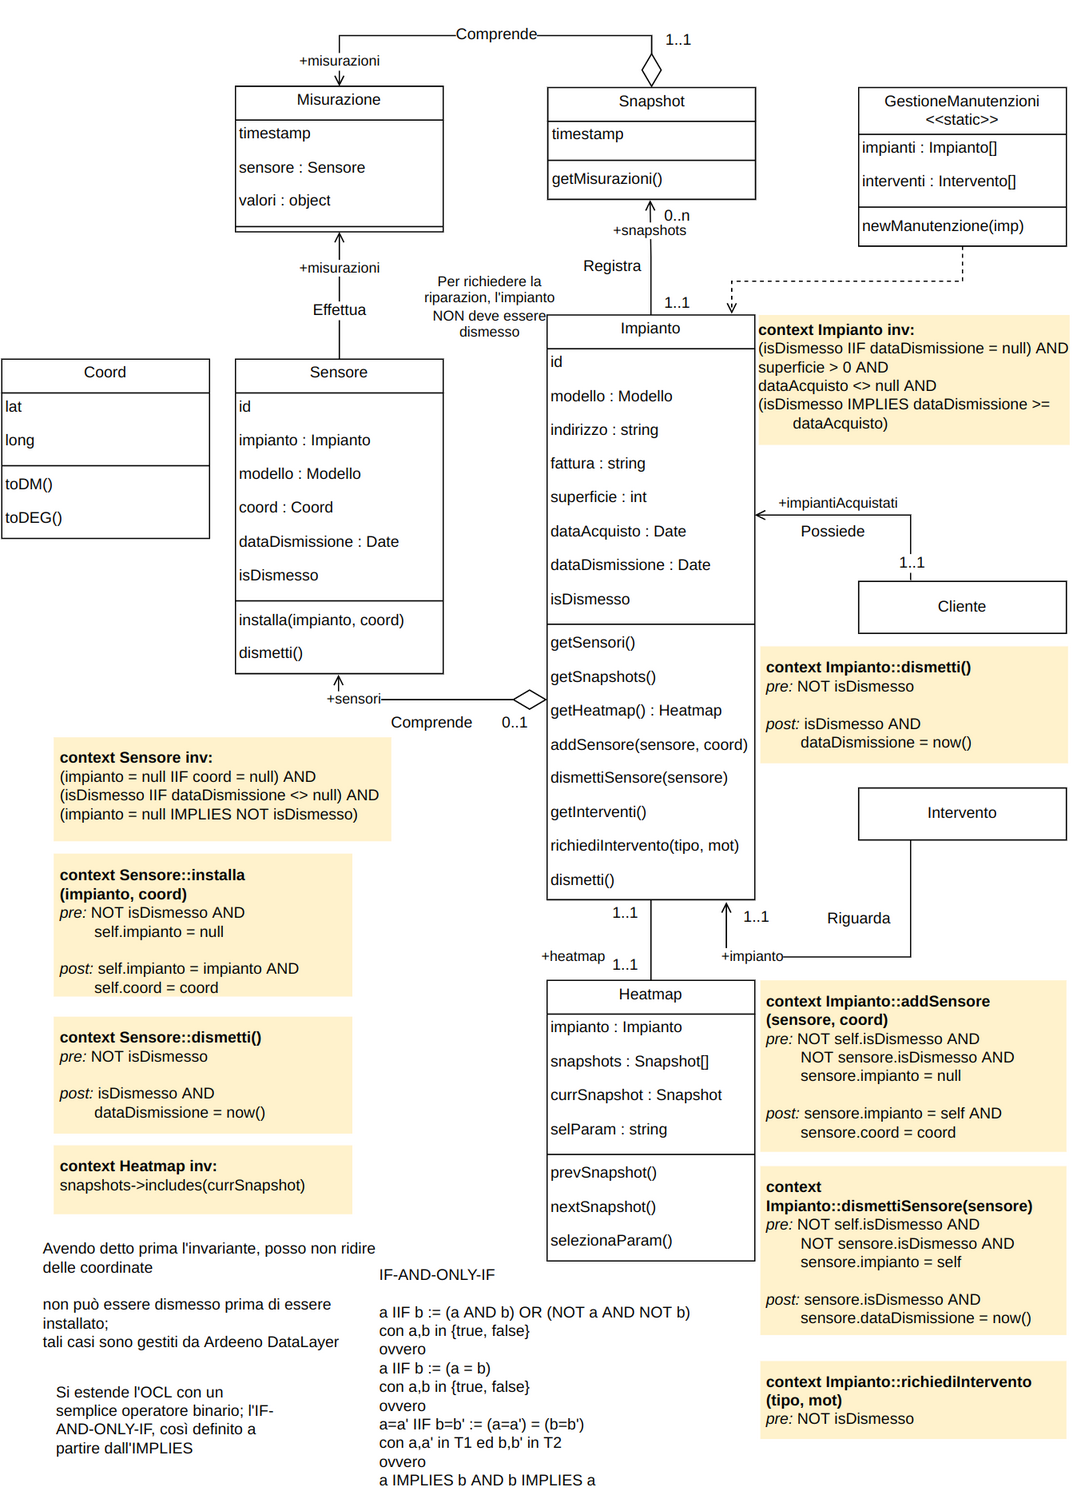 Comprende
1..1
+misurazioni
Misurazione
timestamp
sensore : Sensore
valori : object
Snapshot
timestamp
getMisurazioni()
GestioneManutenzioni
<<static>>
impianti : Impianto[]
interventi : Intervento[]
newManutenzione(imp)
0..n
+snapshots
Registra
1..1
+misurazioni
Effettua
Per richiedere la
riparazion, l'impianto
NON deve essere
dismesso
Coord
lat
long
toDM()
toDEG()
Sensore
id
impianto : Impianto
modello : Modello
coord : Coord
dataDismissione : Date
isDismesso
installa(impianto, coord)
dismetti()
Impianto
id
modello : Modello
indirizzo : string
fattura : string
superficie : int
dataAcquisto : Date
dataDismissione : Date
isDismesso
getSensori()
getSnapshots()
getHeatmap() : Heatmap
addSensore(sensore, coord)
dismettiSensore(sensore)
getInterventi()
richiediIntervento(tipo, mot)
dismetti()
context Impianto inv:
(isDismesso IIF dataDismissione = null) AND
superficie > 0 AND
dataAcquisto <> null AND
(isDismesso IMPLIES dataDismissione >=
dataAcquisto)
+impiantiAcquistati
Possiede
1..1
Cliente
context Impianto::dismetti()
pre: NOT isDismesso
post: isDismesso AND
dataDismissione = now()
+sensori
Comprende
0..1
context Sensore inv:
(impianto = null IIF coord = null) AND
(isDismesso IIF dataDismissione <> null) AND
(impianto = null IMPLIES NOT isDismesso)
Intervento
context Sensore::installa
(impianto, coord)
pre: NOT isDismesso AND
self.impianto = null
post: self.impianto = impianto AND
self.coord = coord
1..1
+heatmap
1..1
1..1
Riguarda
+impianto
Heatmap
impianto : Impianto
snapshots : Snapshot[]
currSnapshot : Snapshot
selParam : string
prevSnapshot()
nextSnapshot()
selezionaParam()
context Impianto::addSensore
(sensore, coord)
pre: NOT self.isDismesso AND
NOT sensore.isDismesso AND
sensore.impianto = null
post: sensore.impianto = self AND
sensore.coord = coord
context Sensore::dismetti()
pre: NOT isDismesso
post: isDismesso AND
dataDismissione = now()
context Heatmap inv:
snapshots->includes(currSnapshot)
context
Impianto::dismettiSensore(sensore)
pre: NOT self.isDismesso AND
NOT sensore.isDismesso AND
sensore.impianto = self
post: sensore.isDismesso AND
sensore.dataDismissione = now()
Avendo detto prima l'invariante, posso non ridire
delle coordinate
non può essere dismesso prima di essere
installato;
tali casi sono gestiti da Ardeeno DataLayer
Si estende l'OCL con un
semplice operatore binario; l'IF-
AND-ONLY-IF, così definito a
partire dall'IMPLIES
IF-AND-ONLY-IF
a IIF b := (a AND b) OR (NOT a AND NOT b)
con a,b in {true, false}
ovvero
a IIF b := (a = b)
con a,b in {true, false}
ovvero
a=a' IIF b=b' := (a=a') = (b=b')
con a,a' in T1 ed b,b' in T2
ovvero
a IMPLIES b AND b IMPLIES a
context Impianto::richiediIntervento
(tipo, mot)
pre: NOT isDismesso